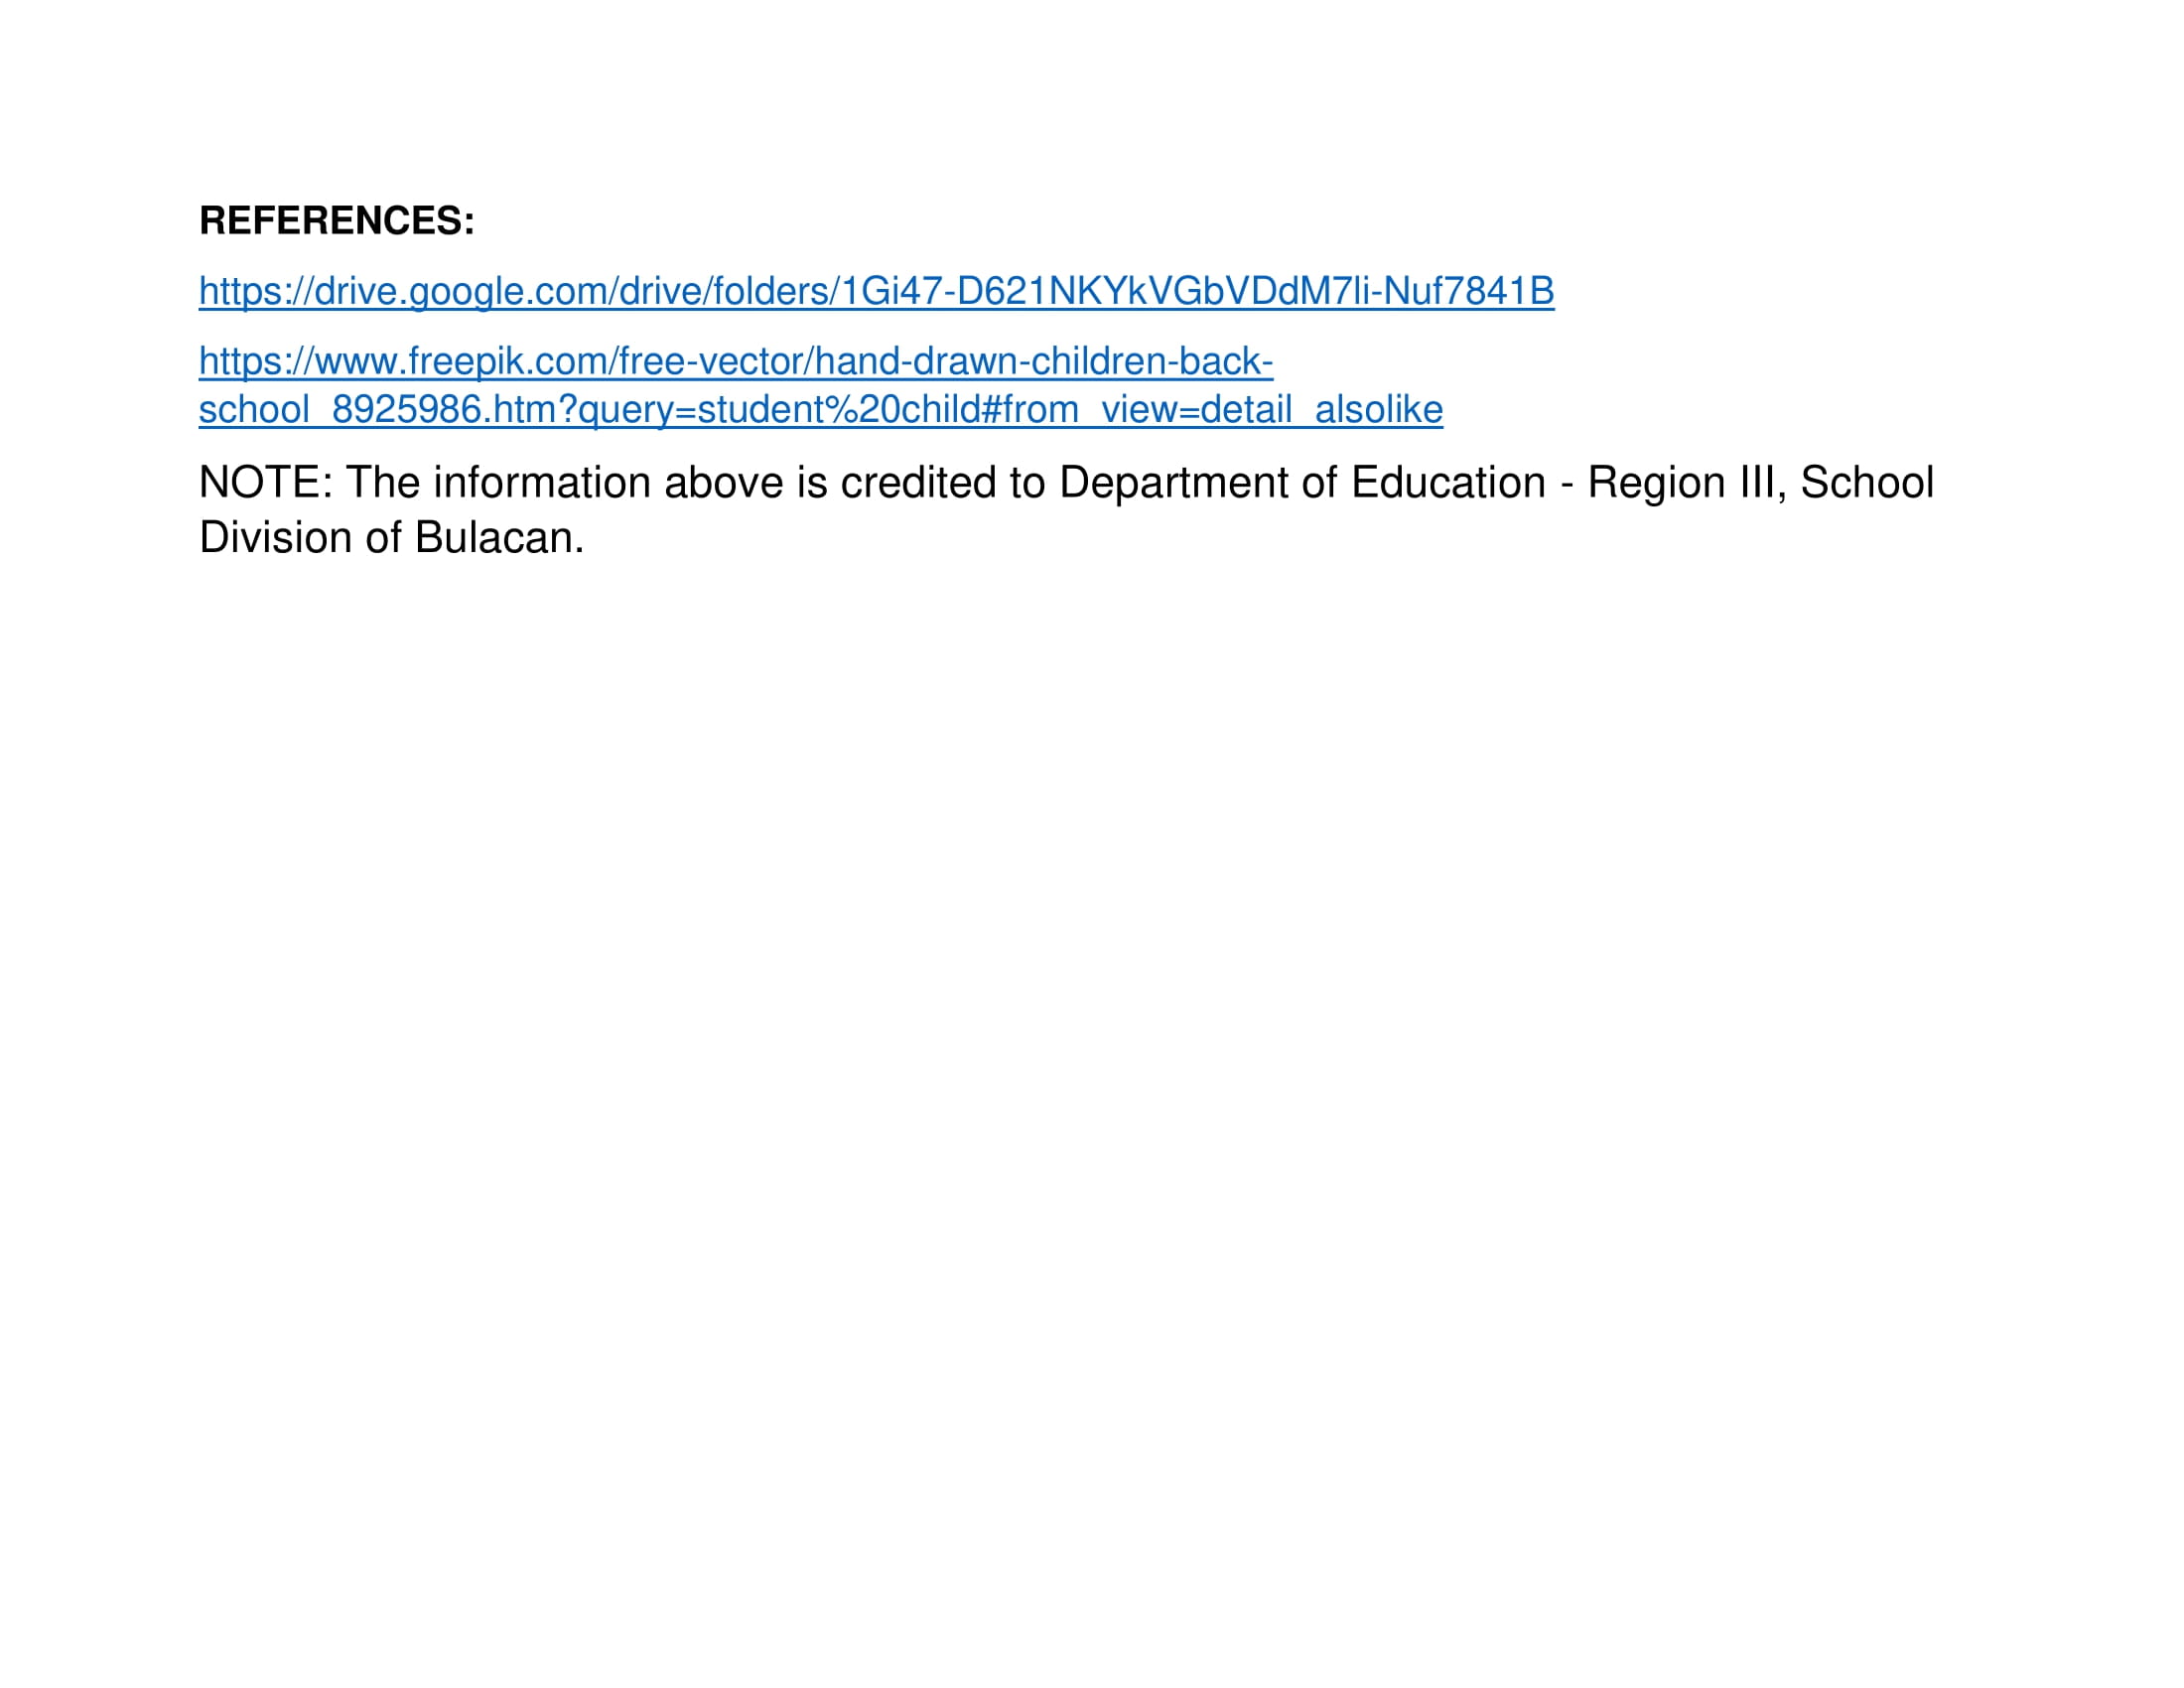 REFERENCES:
https://drive.google.com/drive/folders/1Gi47-D621NKYkVGbVDdM7li-Nuf7841B
https://www.freepik.com/free-vector/hand-drawn-children-back-
school_8925986.htm?query=student%20child#from_view=detail_alsolike
NOTE: The information above is credited to Department of Education - Region III, School
Division of Bulacan.